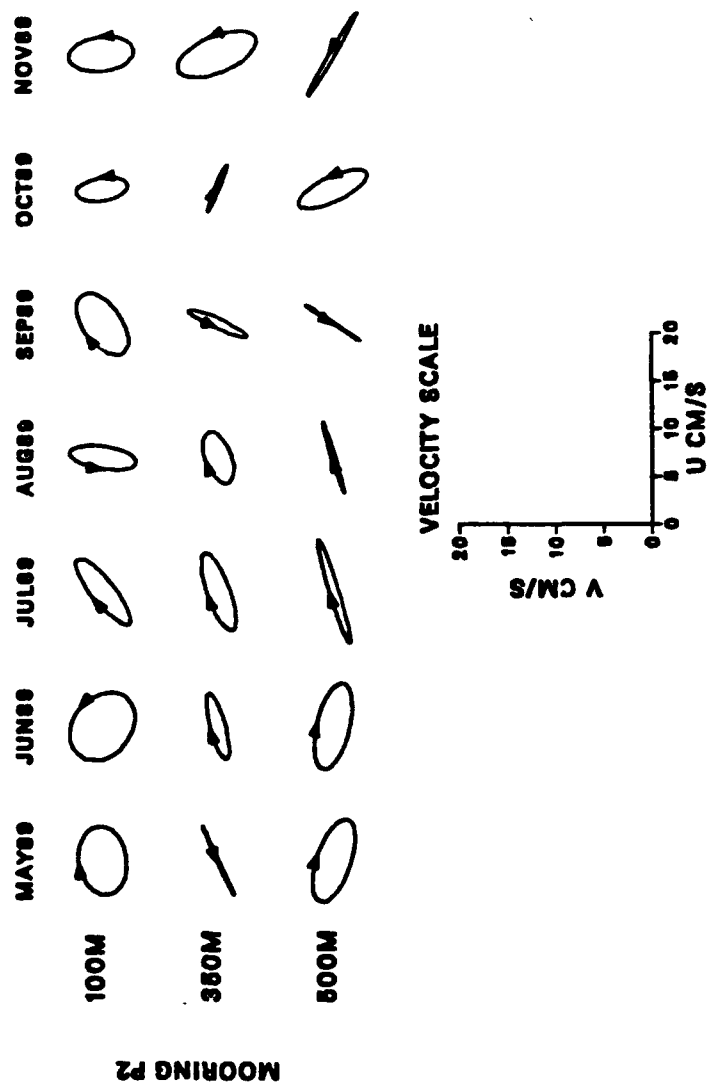 MOORING P2
MAY89 JUN89 JUL89 AUG89 SEP89 OCT89 NOV89
100M
350M
500M
VELOCITY SCALE
V CM/S
20
15
10
5
0
0 5 10 15 20
U CM/S